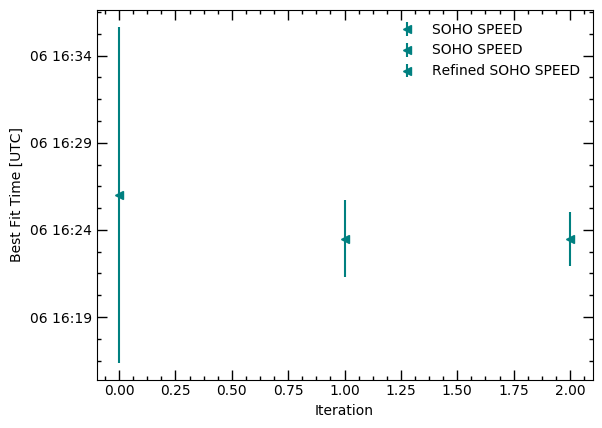 SOHO SPEED
SOHO SPEED
Refined SOHO SPEED
06 16:34
06 16:29
06 16:24
06 16:19
Best Fit Time [UTC]
0.00 0.25 0.50 0.75 1.00 1.25 1.50 1.75 2.00
Iteration